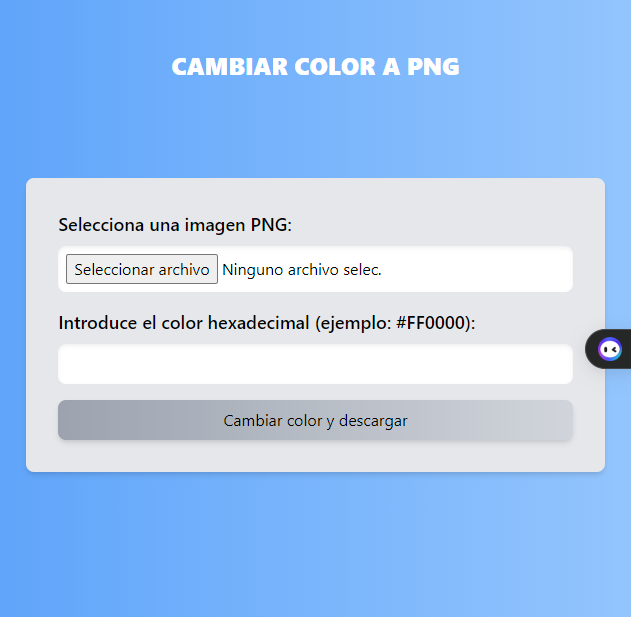 CAMBIAR COLOR A PNG
Selecciona una imagen PNG:
Seleccionar archivo Ninguno archivo selec.
Introduce el color hexadecimal (ejemplo: #FF0000):
Cambiar color y descargar